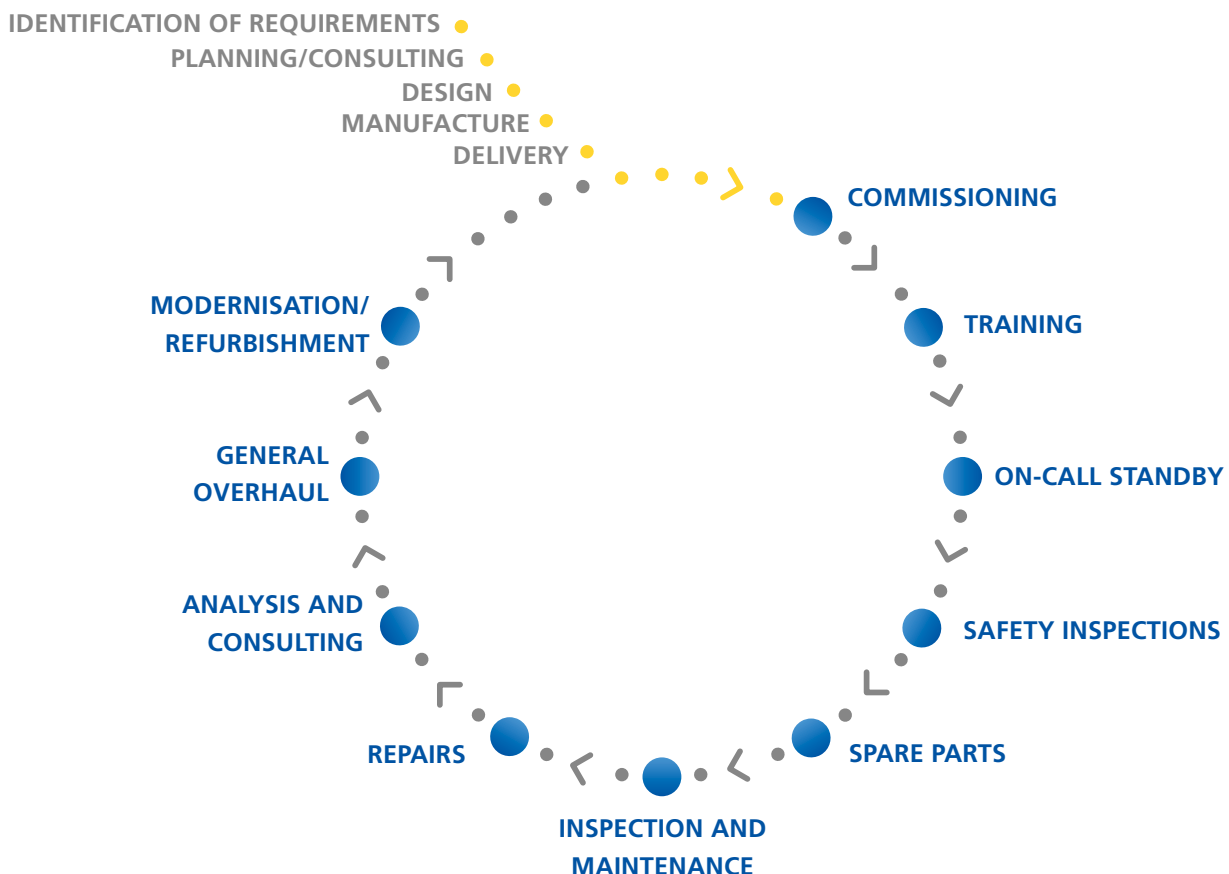 IDENTIFICATION OF REQUIREMENTS
PLANNING/CONSULTING
DESIGN
MANUFACTURE
DELIVERY
COMMISSIONING
TRAINING
ON-CALL STANDBY
SAFETY INSPECTIONS
SPARE PARTS
INSPECTION AND
MAINTENANCE
REPAIRS
ANALYSIS AND
CONSULTING
GENERAL
OVERHAUL
MODERNISATION/
REFURBISHMENT